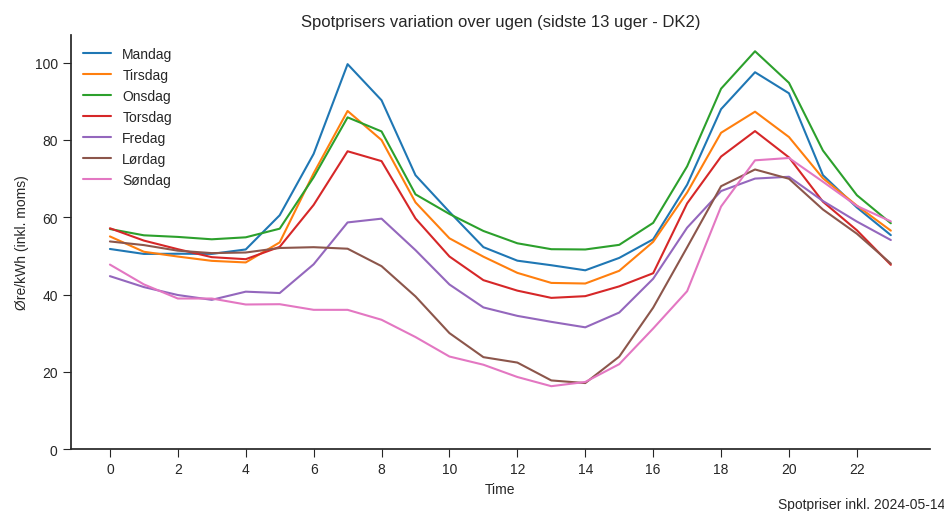 Spotprisers variation over ugen (sidste 13 uger - DK2)
Mandag
Tirsdag
Onsdag
Torsdag
Fredag
Lørdag
Søndag
Øre/kWh (inkl. moms)
100
80
60
40
20
0
0 2 4 6 8 10 12 14 16 18 20 22
Time
Spotpriser inkl. 2024-05-14